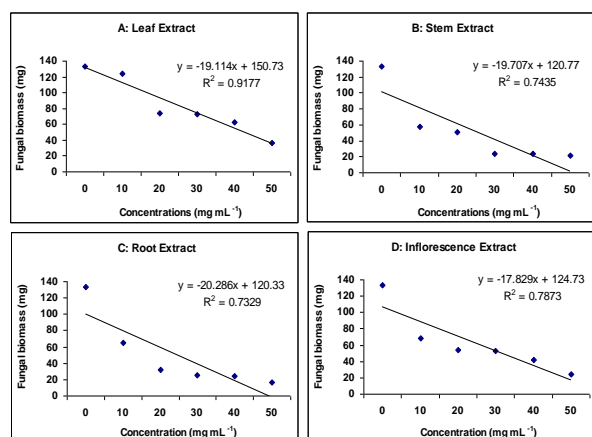 A: Leaf Extract
y = -19.114x + 150.73
R² = 0.9177
Fungal biomass (mg)
140
120
100
80
60
40
20
0
0 10 20 30 40 50
Concentrations (mg mL⁻¹)
B: Stem Extract
y = -19.707x + 120.77
R² = 0.7435
Fungal biomass (mg)
140
120
100
80
60
40
20
0
0 10 20 30 40 50
Concentrations (mg mL⁻¹)
C: Root Extract
y = -20.286x + 120.33
R² = 0.7329
Fungal biomass (mg)
140
120
100
80
60
40
20
0
0 10 20 30 40 50
Concentration (mg mL⁻¹)
D: Inflorescence Extract
y = -17.829x + 124.73
R² = 0.7873
Fungal biomass (mg)
140
120
100
80
60
40
20
0
0 10 20 30 40 50
Concentration (mg mL⁻¹)